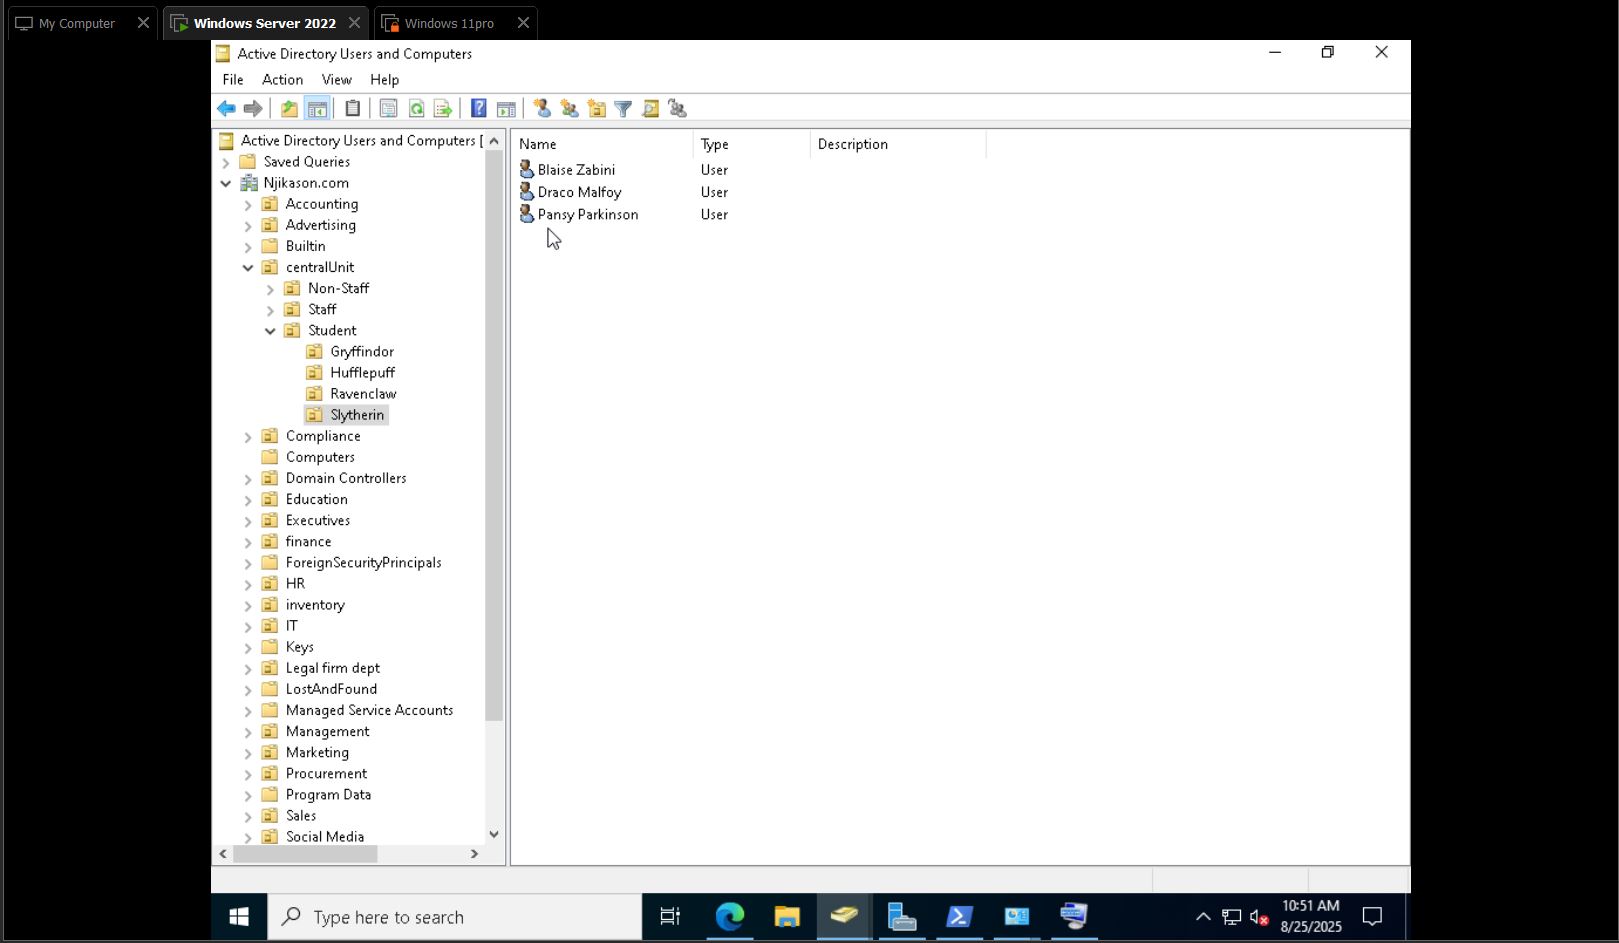 My Computer
Windows Server 2022
Windows 11pro
Active Directory Users and Computers
File Action View Help
Active Directory Users and Computers [
Saved Queries
Njikason.com
Accounting
Advertising
Builtin
centralUnit
Non-Staff
Staff
Student
Gryffindor
Hufflepuff
Ravenclaw
Slytherin
Compliance
Computers
Domain Controllers
Education
Executives
finance
ForeignSecurityPrincipals
HR
inventory
IT
Keys
Legal firm dept
LostAndFound
Managed Service Accounts
Management
Marketing
Procurement
Program Data
Sales
Social Media
Name Type Description
Blaise Zabini User
Draco Malfoy User
Pansy Parkinson User
Type here to search
10:51 AM
8/25/2025